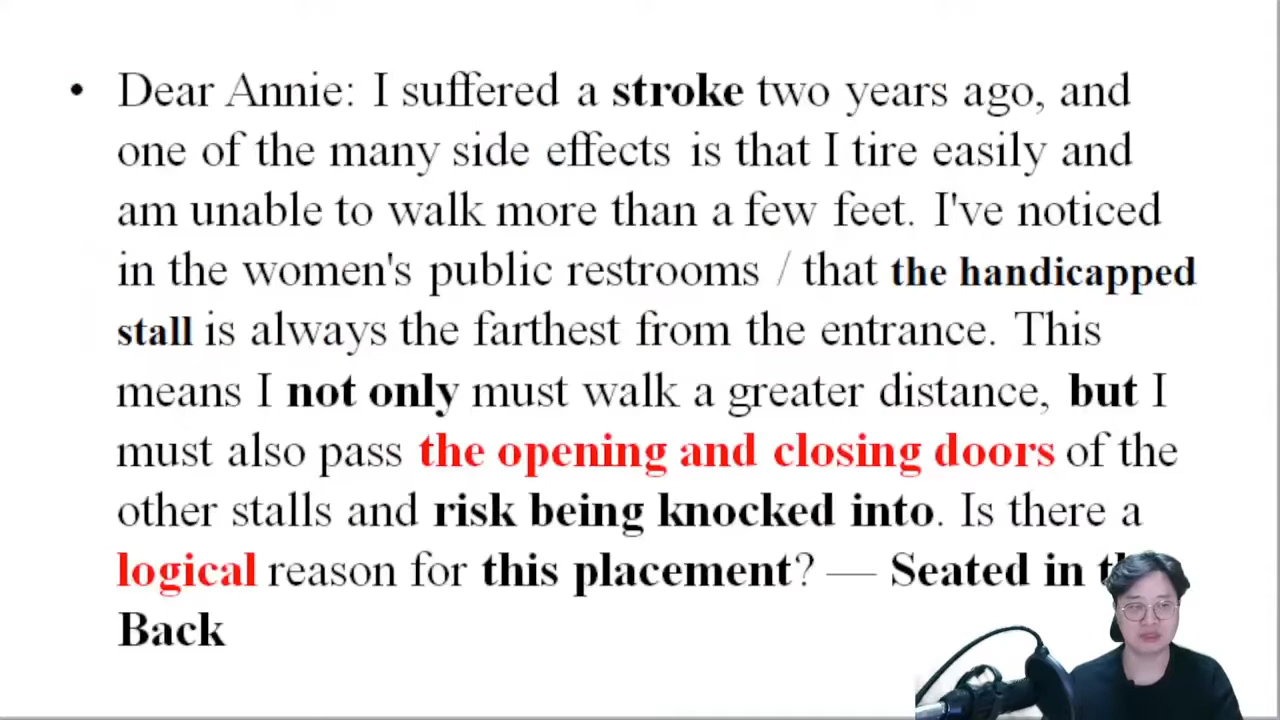 • Dear Annie: I suffered a stroke two years ago, and
one of the many side effects is that I tire easily and
am unable to walk more than a few feet. I've noticed
in the women's public restrooms / that the handicapped
stall is always the farthest from the entrance. This
means I not only must walk a greater distance, but I
must also pass the opening and closing doors of the
other stalls and risk being knocked into. Is there a
logical reason for this placement? — Seated in
Back